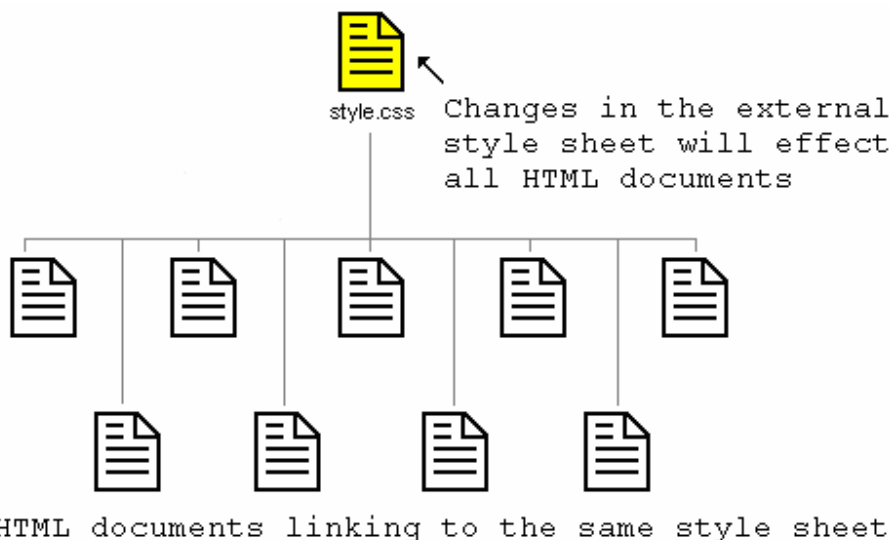 style.css
Changes in the external
style sheet will effect
all HTML documents
HTML documents linking to the same style sheet